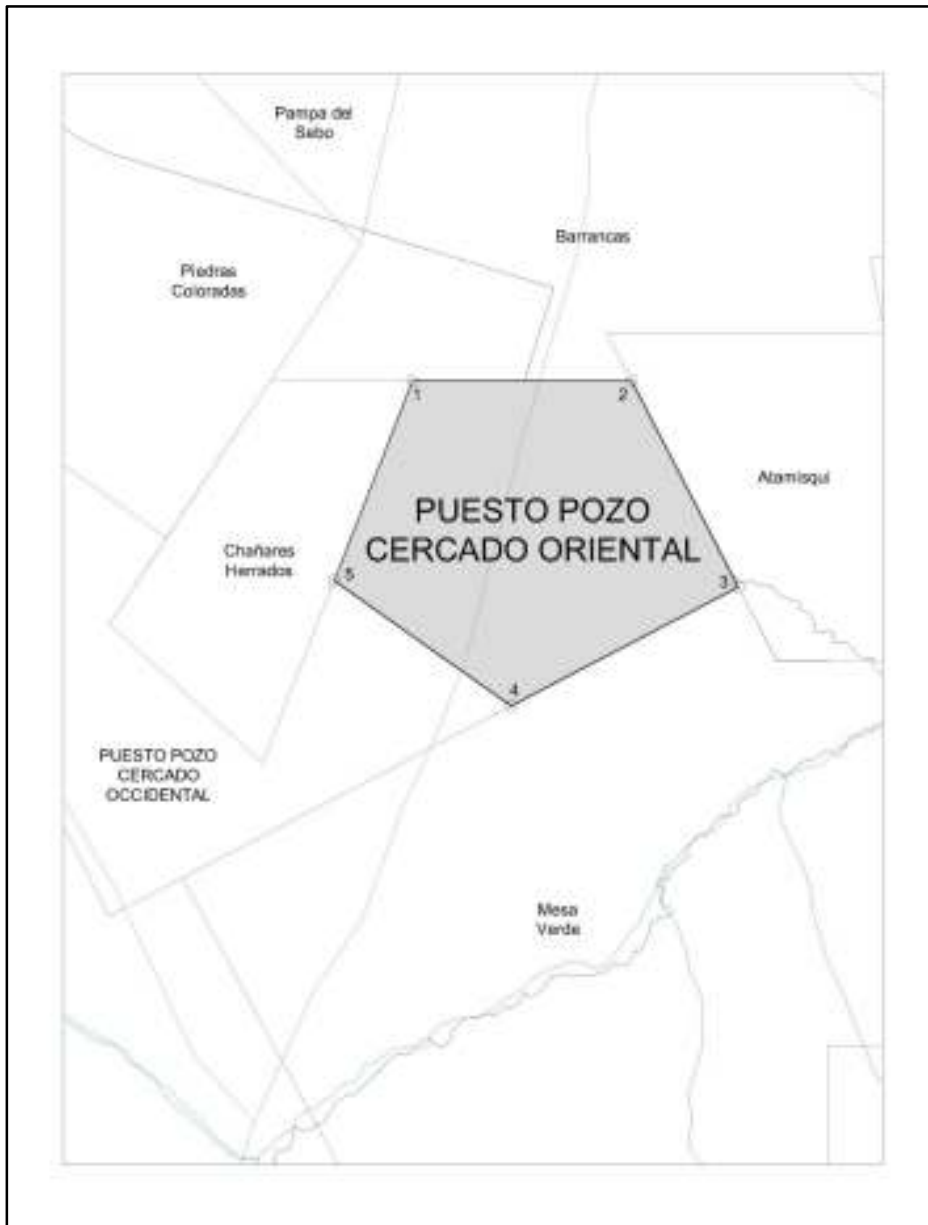 Pampa del
Sebo
Barrancas
Piedras
Coloradas
1
2
Atamisqui
PUESTO POZO
CERCADO ORIENTAL
Chañares
Herrados
5
3
4
PUESTO POZO
CERCADO
OCCIDENTAL
Mesa
Verde